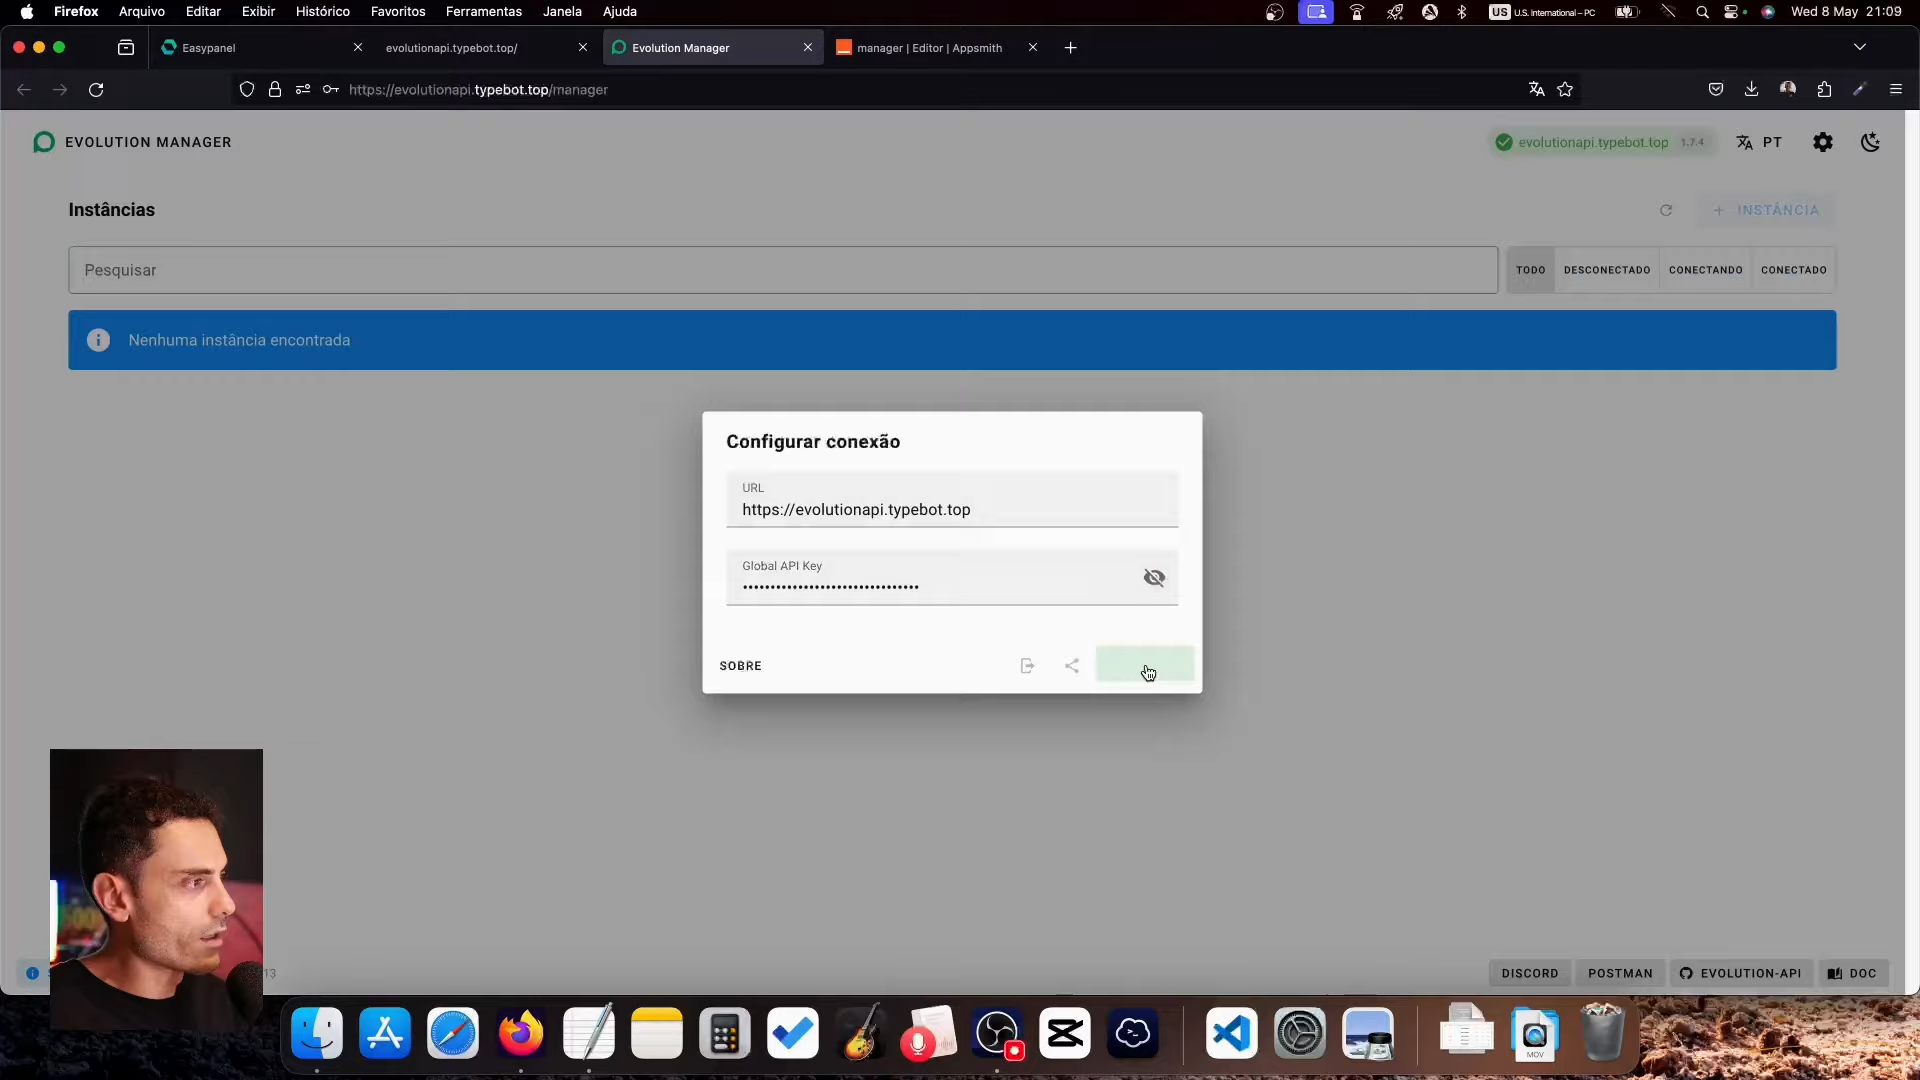 Firefox Arquivo Editar Exibir Histórico Favoritos Ferramentas Janela Ajuda
US U.S. International – PC Wed 8 May 21:09
Easypanel
evolutionapi.typebot.top/
Evolution Manager
manager | Editor | Appsmith
https://evolutionapi.typebot.top/manager
EVOLUTION MANAGER
evolutionapi.typebot.top 1.7.4 PT
Instâncias
+ INSTÂNCIA
Pesquisar
TODO DESCONECTADO CONECTANDO CONECTADO
Nenhuma instância encontrada
Configurar conexão
URL
https://evolutionapi.typebot.top
Global API Key
SOBRE
13
DISCORD POSTMAN EVOLUTION-API DOC
MOV